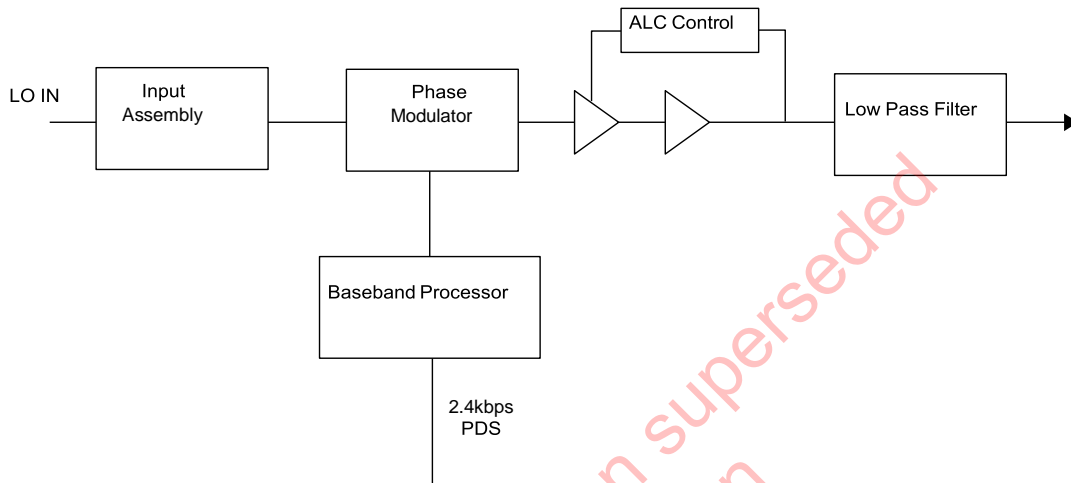 ALC Control
LO IN
Input
Assembly
Phase
Modulator
Low Pass Filter
Baseband Processor
2.4kbps
PDS
n superseded
n